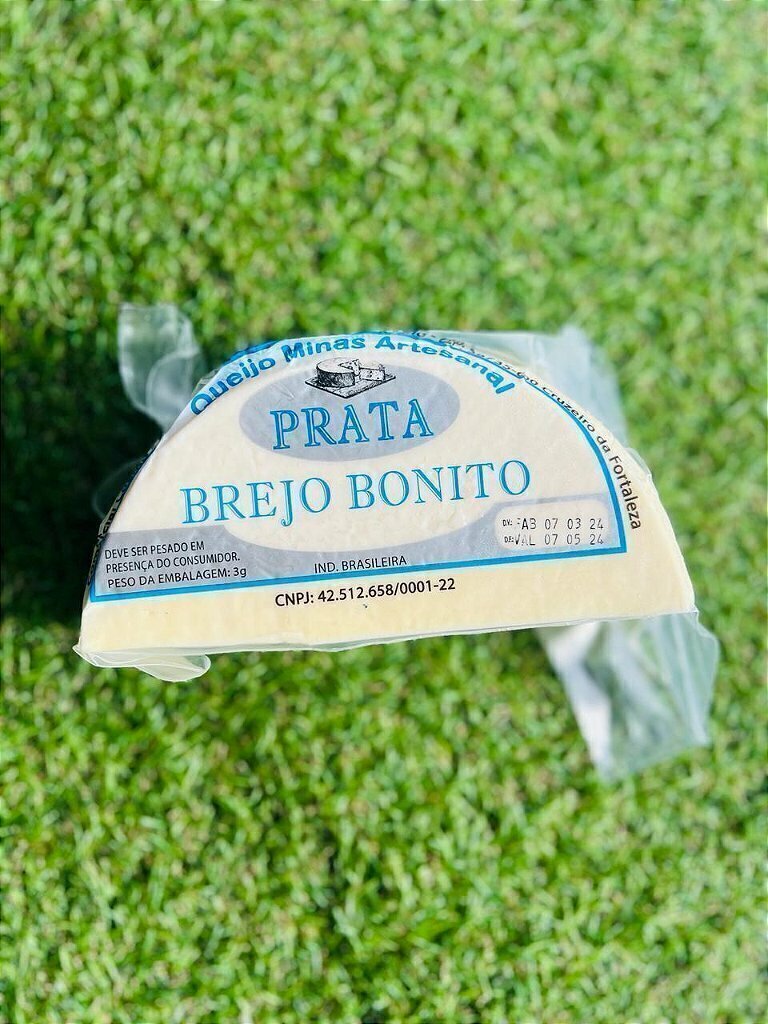 Queijo Minas Artesanal
PRATA
BREJO BONITO
Cruzeiro da Fortaleza
FAB 07 03 24
VAL 07 05 24
DEVE SER PESADO EM
PRESENÇA DO CONSUMIDOR.
PESO DA EMBALAGEM: 3g
IND. BRASILEIRA
CNPJ: 42.512.658/0001-22